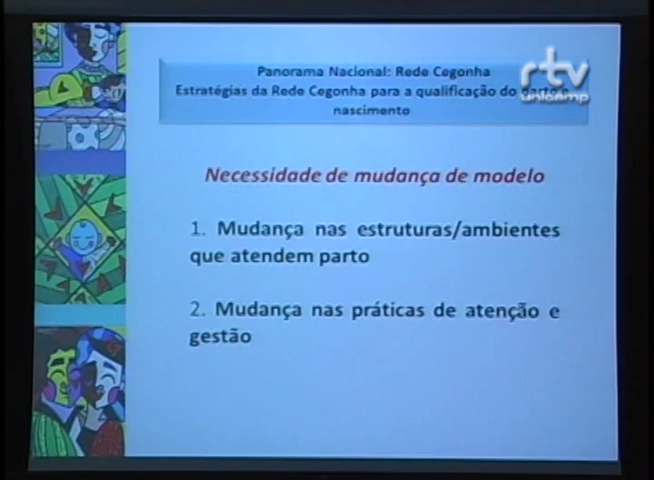 Panorama Nacional: Rede Cegonha
Estratégias da Rede Cegonha para a qualificação do parto e
nascimento
rtv
unicamp
Necessidade de mudança de modelo
1. Mudança nas estruturas/ambientes
que atendem parto
2. Mudança nas práticas de atenção e
gestão